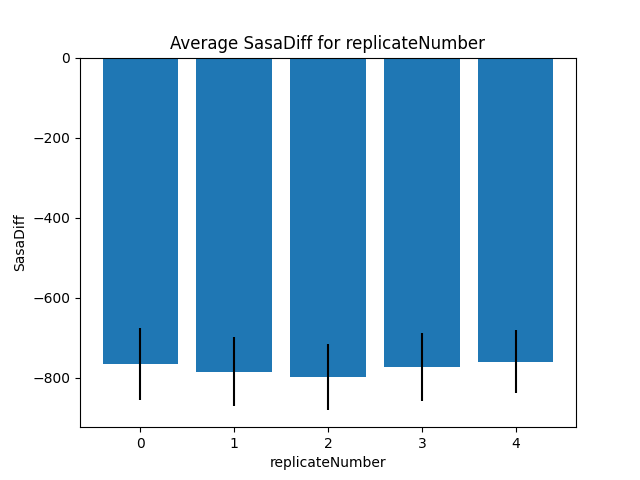 Average SasaDiff for replicateNumber
0
−200
−400
−600
−800
SasaDiff
0 1 2 3 4
replicateNumber